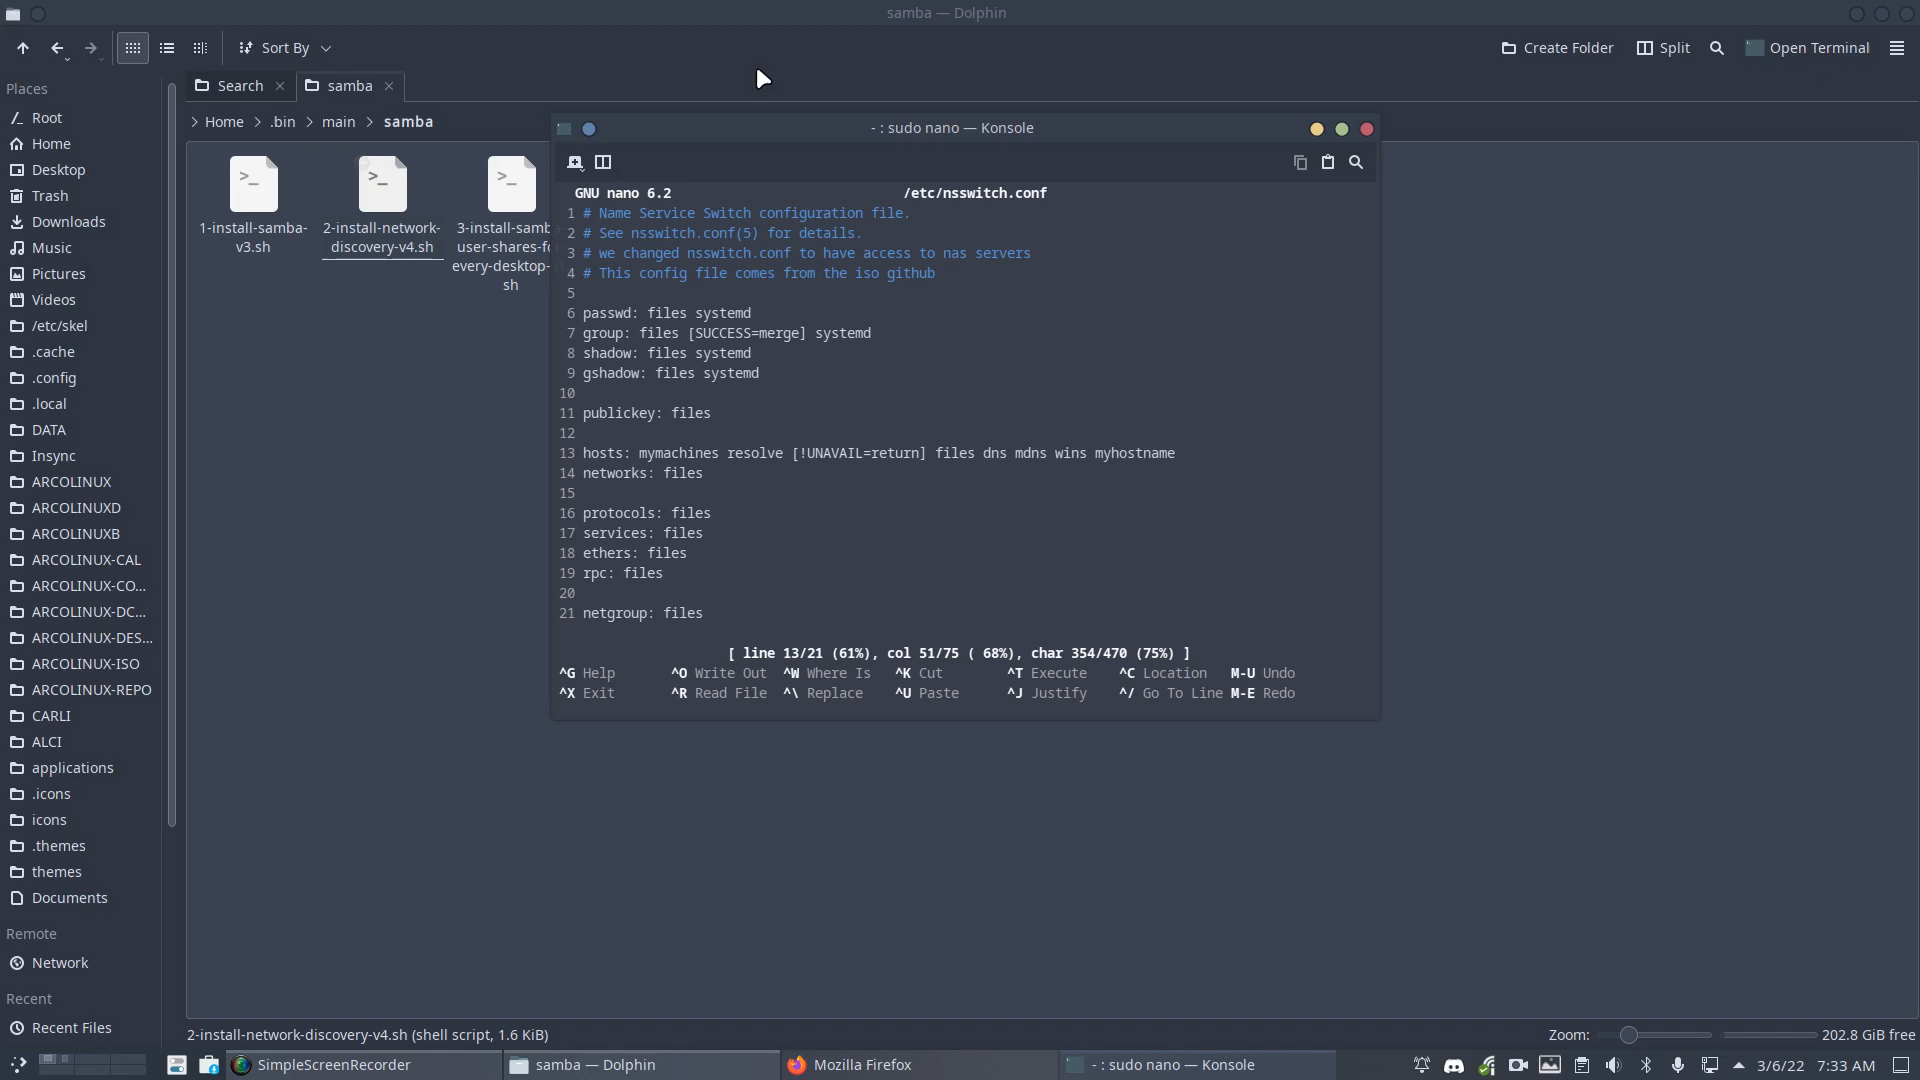 samba — Dolphin
Sort By
Create Folder
Split
Open Terminal
Places
Root
Home
Desktop
Trash
Downloads
Music
Pictures
Videos
/etc/skel
.cache
.config
.local
DATA
Insync
ARCOLINUX
ARCOLINUXD
ARCOLINUXB
ARCOLINUX-CAL
ARCOLINUX-CO...
ARCOLINUX-DC...
ARCOLINUX-DES...
ARCOLINUX-ISO
ARCOLINUX-REPO
CARLI
ALCI
applications
.icons
icons
.themes
themes
Documents
Remote
Network
Recent
Recent Files
Search
samba
> Home > .bin > main > samba
1-install-samba-
v3.sh
2-install-network-
discovery-v4.sh
3-install-samb
user-shares-fo
every-desktop-
sh
- : sudo nano — Konsole
GNU nano 6.2 /etc/nsswitch.conf
1 # Name Service Switch configuration file.
2 # See nsswitch.conf(5) for details.
3 # we changed nsswitch.conf to have access to nas servers
4 # This config file comes from the iso github
5
6 passwd: files systemd
7 group: files [SUCCESS=merge] systemd
8 shadow: files systemd
9 gshadow: files systemd
10
11 publickey: files
12
13 hosts: mymachines resolve [!UNAVAIL=return] files dns mdns wins myhostname
14 networks: files
15
16 protocols: files
17 services: files
18 ethers: files
19 rpc: files
20
21 netgroup: files
[ line 13/21 (61%), col 51/75 ( 68%), char 354/470 (75%) ]
^G Help ^O Write Out ^W Where Is ^K Cut ^T Execute ^C Location M-U Undo
^X Exit ^R Read File ^\ Replace ^U Paste ^J Justify ^/ Go To Line M-E Redo
2-install-network-discovery-v4.sh (shell script, 1.6 KiB)
Zoom:
202.8 GiB free
SimpleScreenRecorder
samba — Dolphin
Mozilla Firefox
- : sudo nano — Konsole
3/6/22
7:33 AM